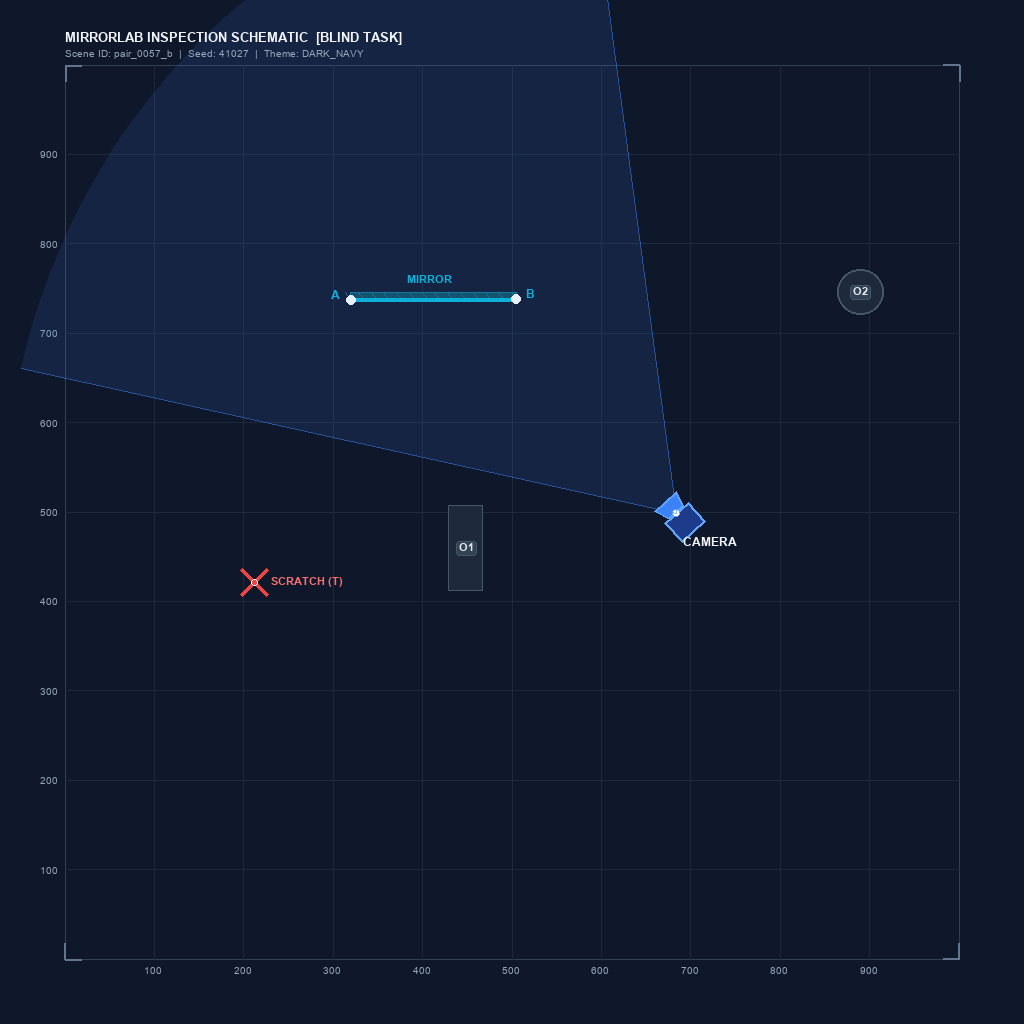 MIRRORLAB INSPECTION SCHEMATIC [BLIND TASK]
Scene ID: pair_0057_b | Seed: 41027 | Theme: DARK_NAVY
900
800
700
600
500
400
300
200
100
MIRROR
A
B
O2
O1
CAMERA
SCRATCH (T)
100 200 300 400 500 600 700 800 900